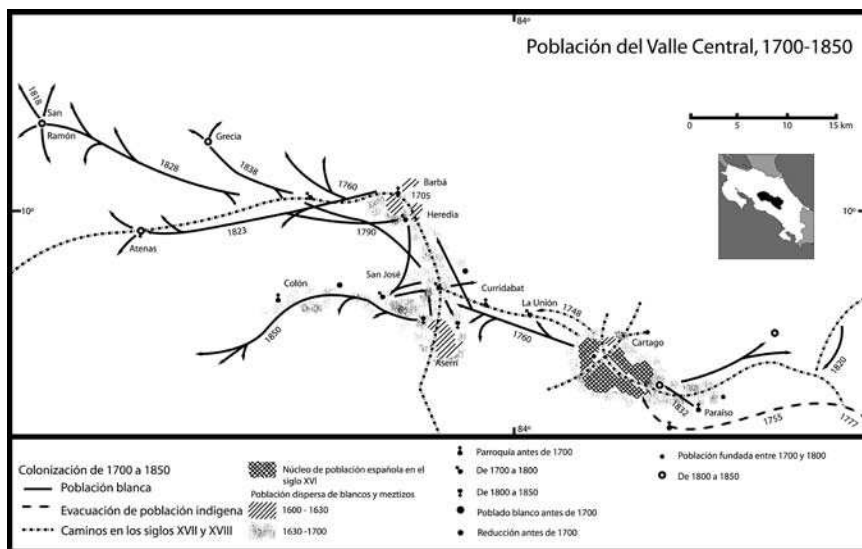 84º
Población del Valle Central, 1700-1850
0 5 10 15 km
1818
San
Ramón
Grecia
1828
1838
1760
Barbá
1705
10º
10º
Heredia
Atenas
1823
1790
Colón
San José
Curridabat
La Unión
1748
1850
1760
Cartago
Aserrí
1820
1832
Paraíso
1755
1777
84º
Colonización de 1700 a 1850
Población blanca
Evacuación de población indígena
Caminos en los siglos XVII y XVIII
Núcleo de población española en el
siglo XVI
Población dispersa de blancos y meztizos
1600 - 1630
1630-1700
Parroquia antes de 1700
De 1700 a 1800
De 1800 a 1850
Poblado blanco antes de 1700
Reducción antes de 1700
Población fundada entre 1700 y 1800
De 1800 a 1850